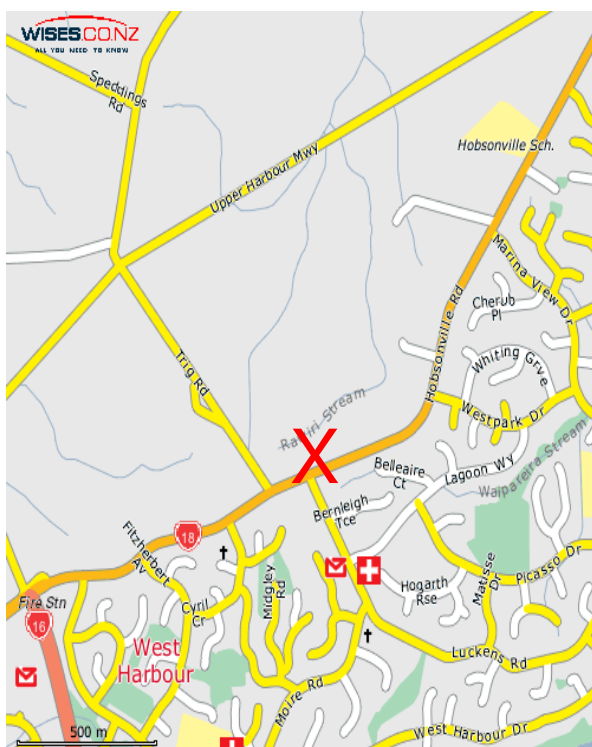 WISES.CO.NZ
ALL YOU NEED TO KNOW
Speddings
Rd
Upper Harbour Mwy
Hobsonville Sch.
Marina View Dr
Cherub
Pl
Hobsonville Rd
Whiting Grve
Trig Rd
Westpark Dr
Rawiri Stream
X
Belleaire
Ct
Lagoon WY
Waipareira Stream
Bernleigh
Tce
18
Fitzherbert
Av
Midgley
Rd
Hogarth
Rse
Matisse
Dr
Picasso Dr
Fire Stn
16
Cyril
Cr
West
Harbour
Luckens Rd
Moire Rd
West Harbour Dr
500 m